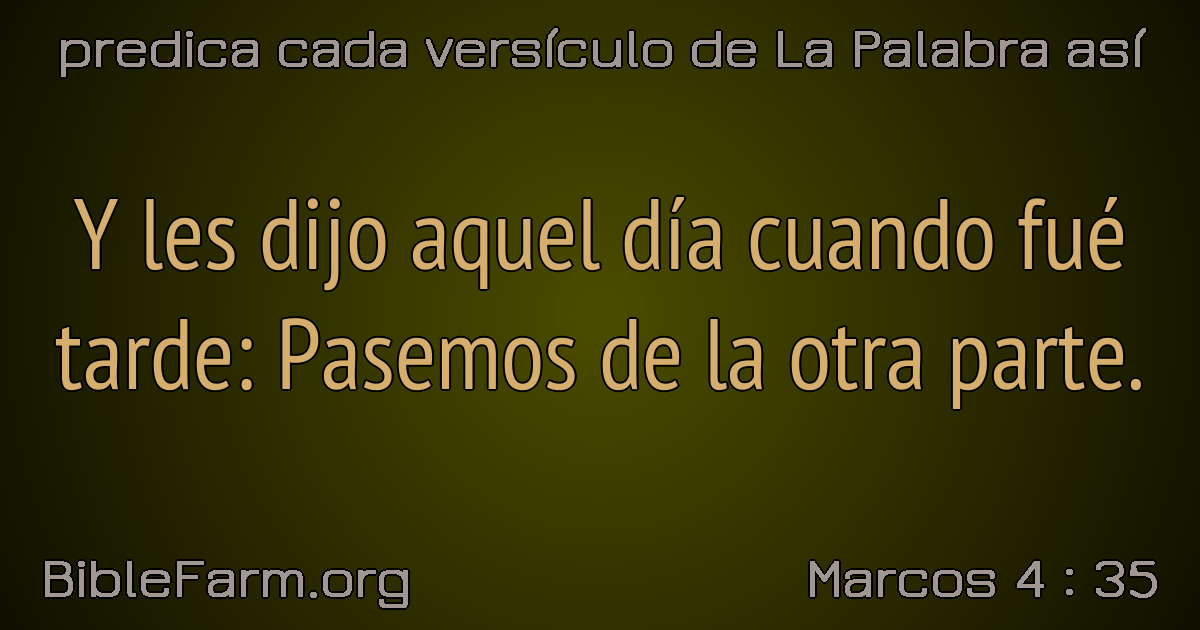 predica cada versículo de La Palabra así
Y les dijo aquel día cuando fué
tarde: Pasemos de la otra parte.
BibleFarm.org
Marcos 4 : 35